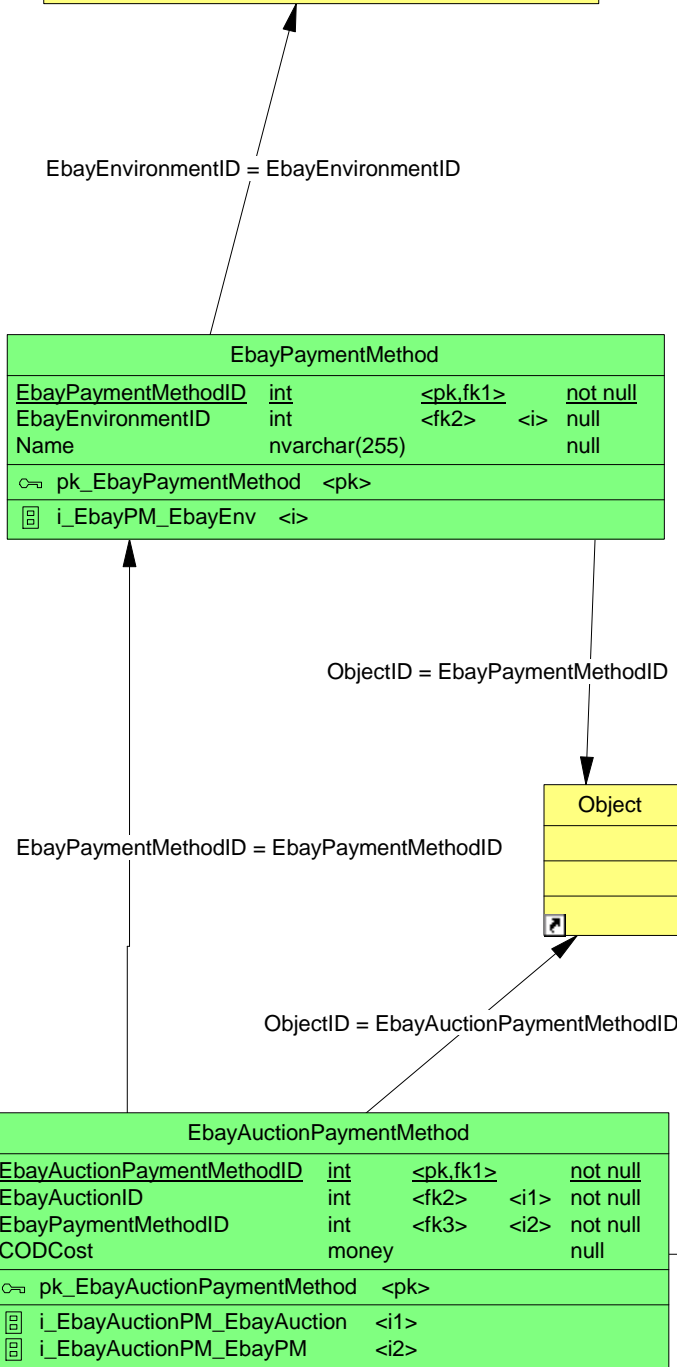 EbayEnvironmentID = EbayEnvironmentID
EbayPaymentMethod
EbayPaymentMethodID int <pk,fk1> not null
EbayEnvironmentID int <fk2> <i> null
Name nvarchar(255) null
pk_EbayPaymentMethod <pk>
i_EbayPM_EbayEnv <i>
ObjectID = EbayPaymentMethodID
Object
EbayPaymentMethodID = EbayPaymentMethodID
ObjectID = EbayAuctionPaymentMethodID
EbayAuctionPaymentMethod
EbayAuctionPaymentMethodID int <pk,fk1> not null
EbayAuctionID int <fk2> <i1> not null
EbayPaymentMethodID int <fk3> <i2> not null
CODCost money null
pk_EbayAuctionPaymentMethod <pk>
i_EbayAuctionPM_EbayAuction <i1>
i_EbayAuctionPM_EbayPM <i2>